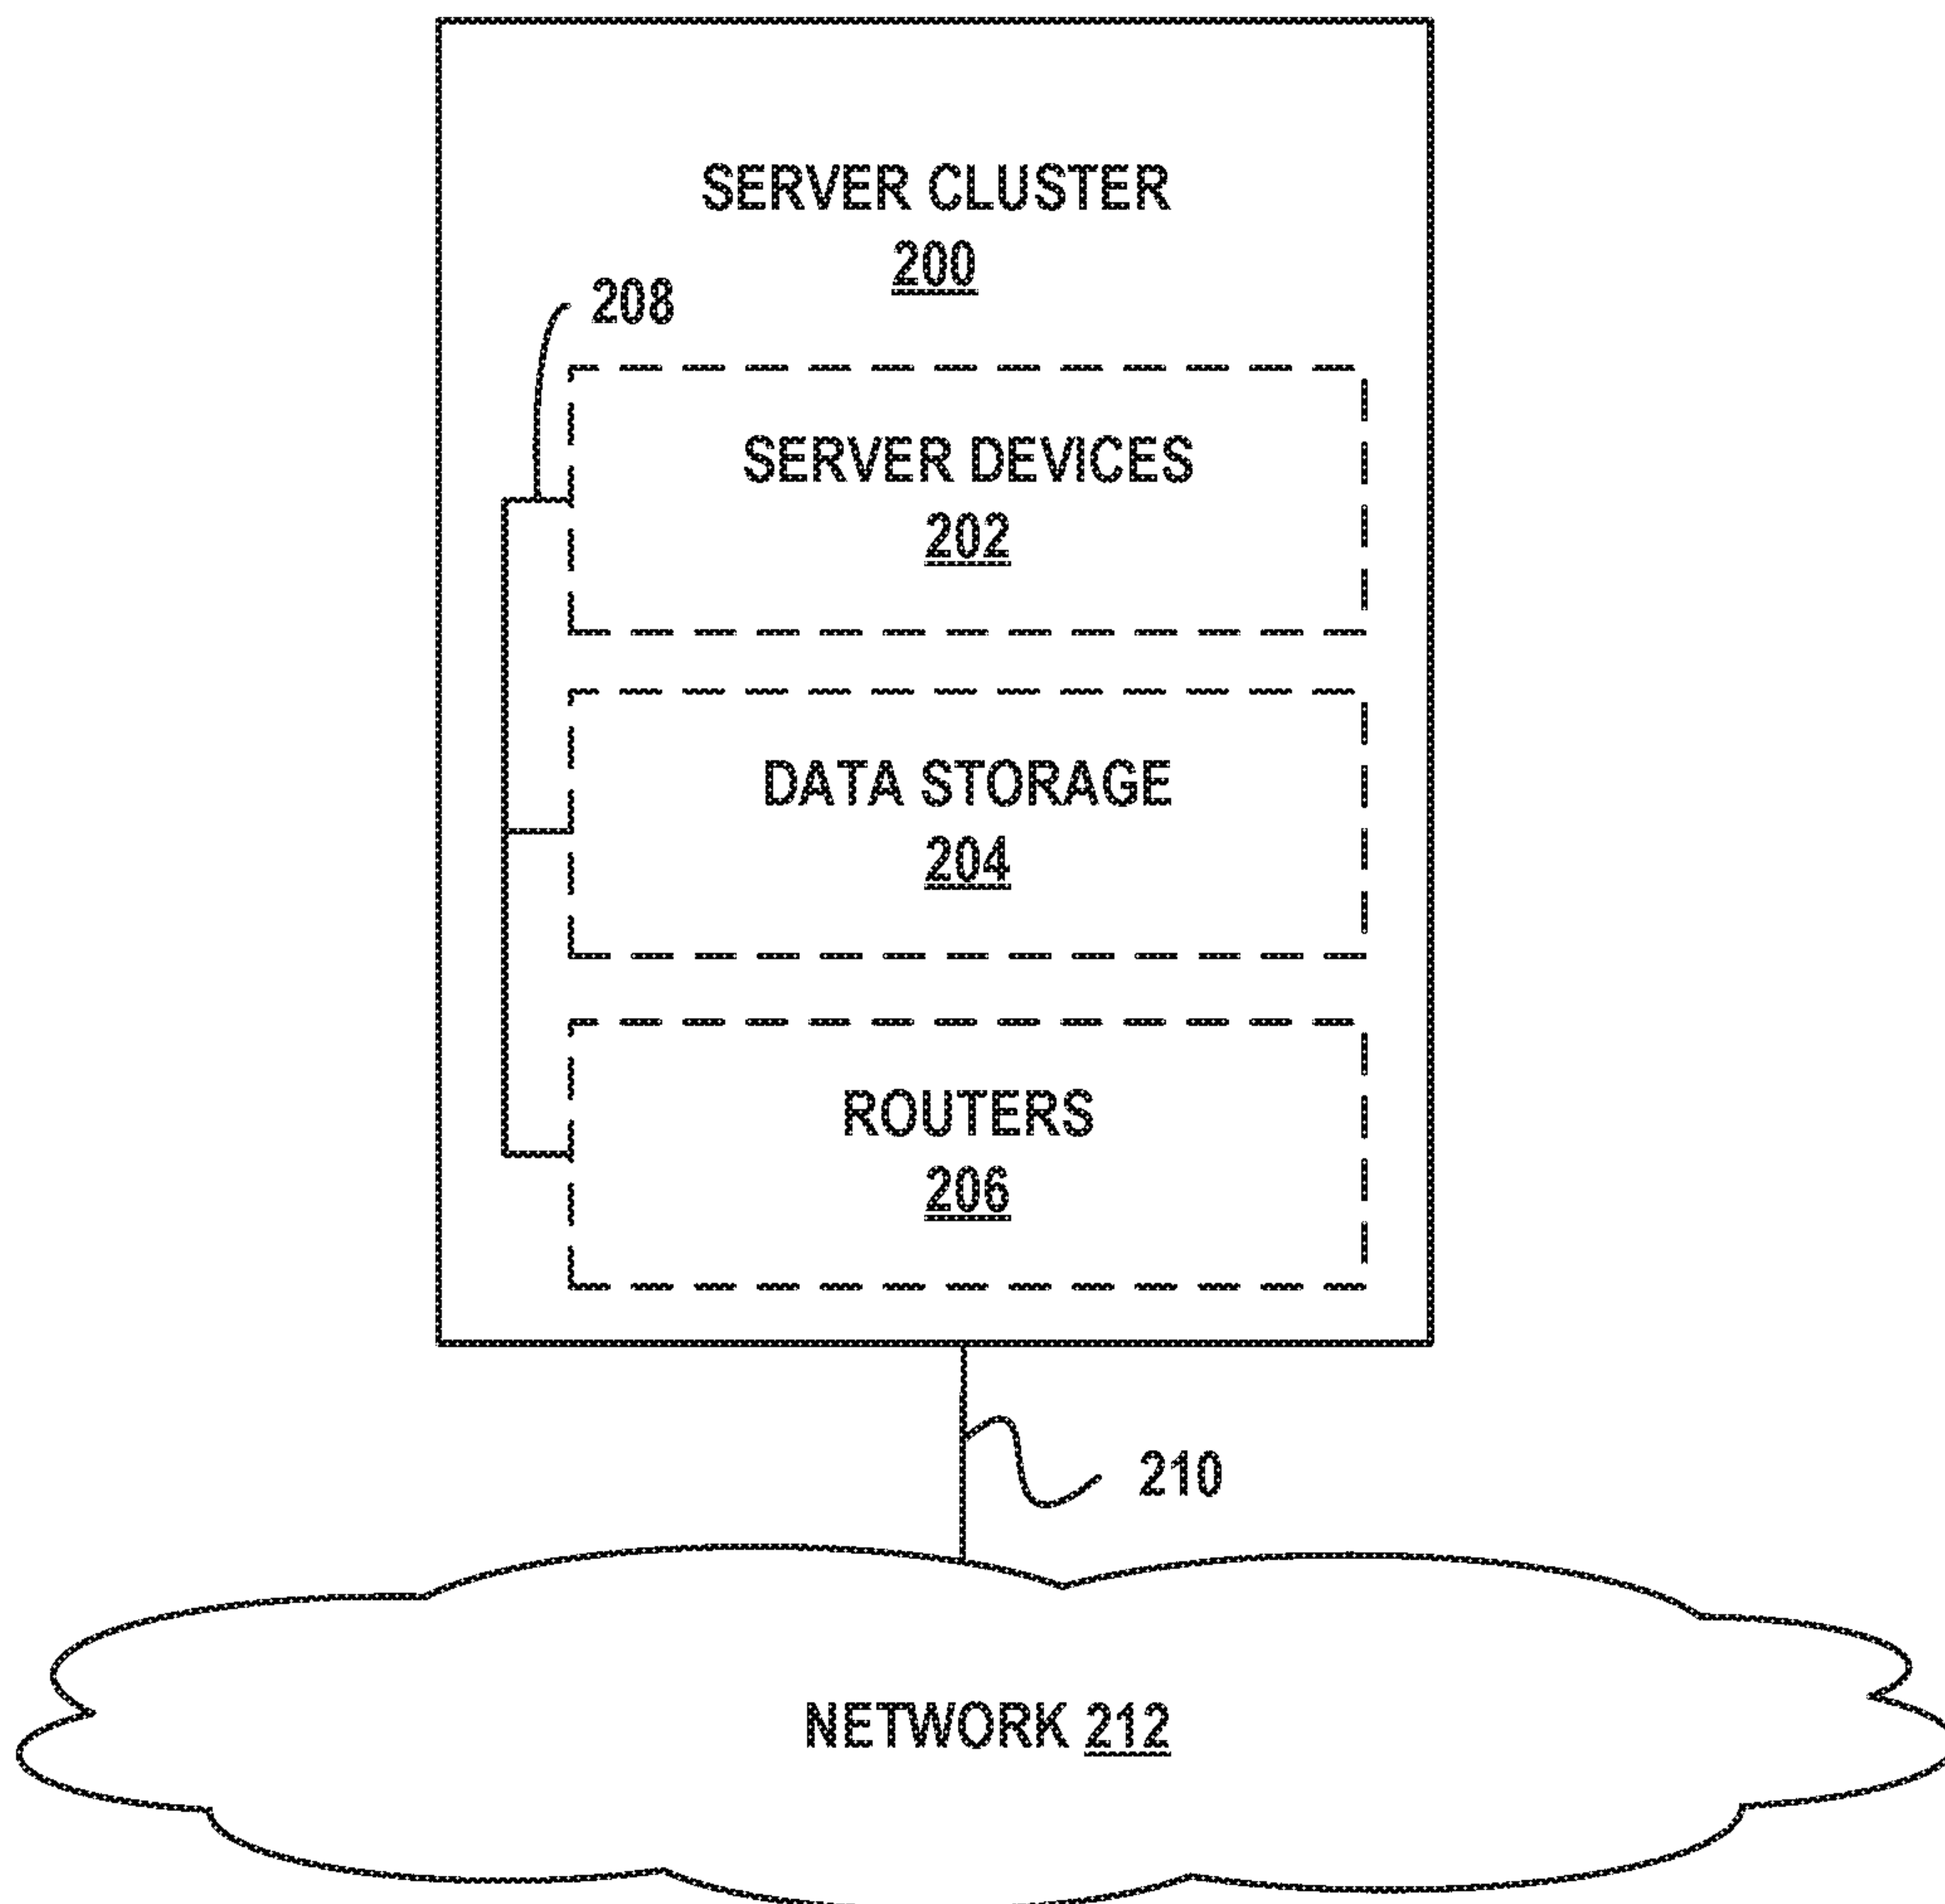 SERVER CLUSTER
200
208
SERVER DEVICES
202
DATA STORAGE
204
ROUTERS
206
210
NETWORK 212